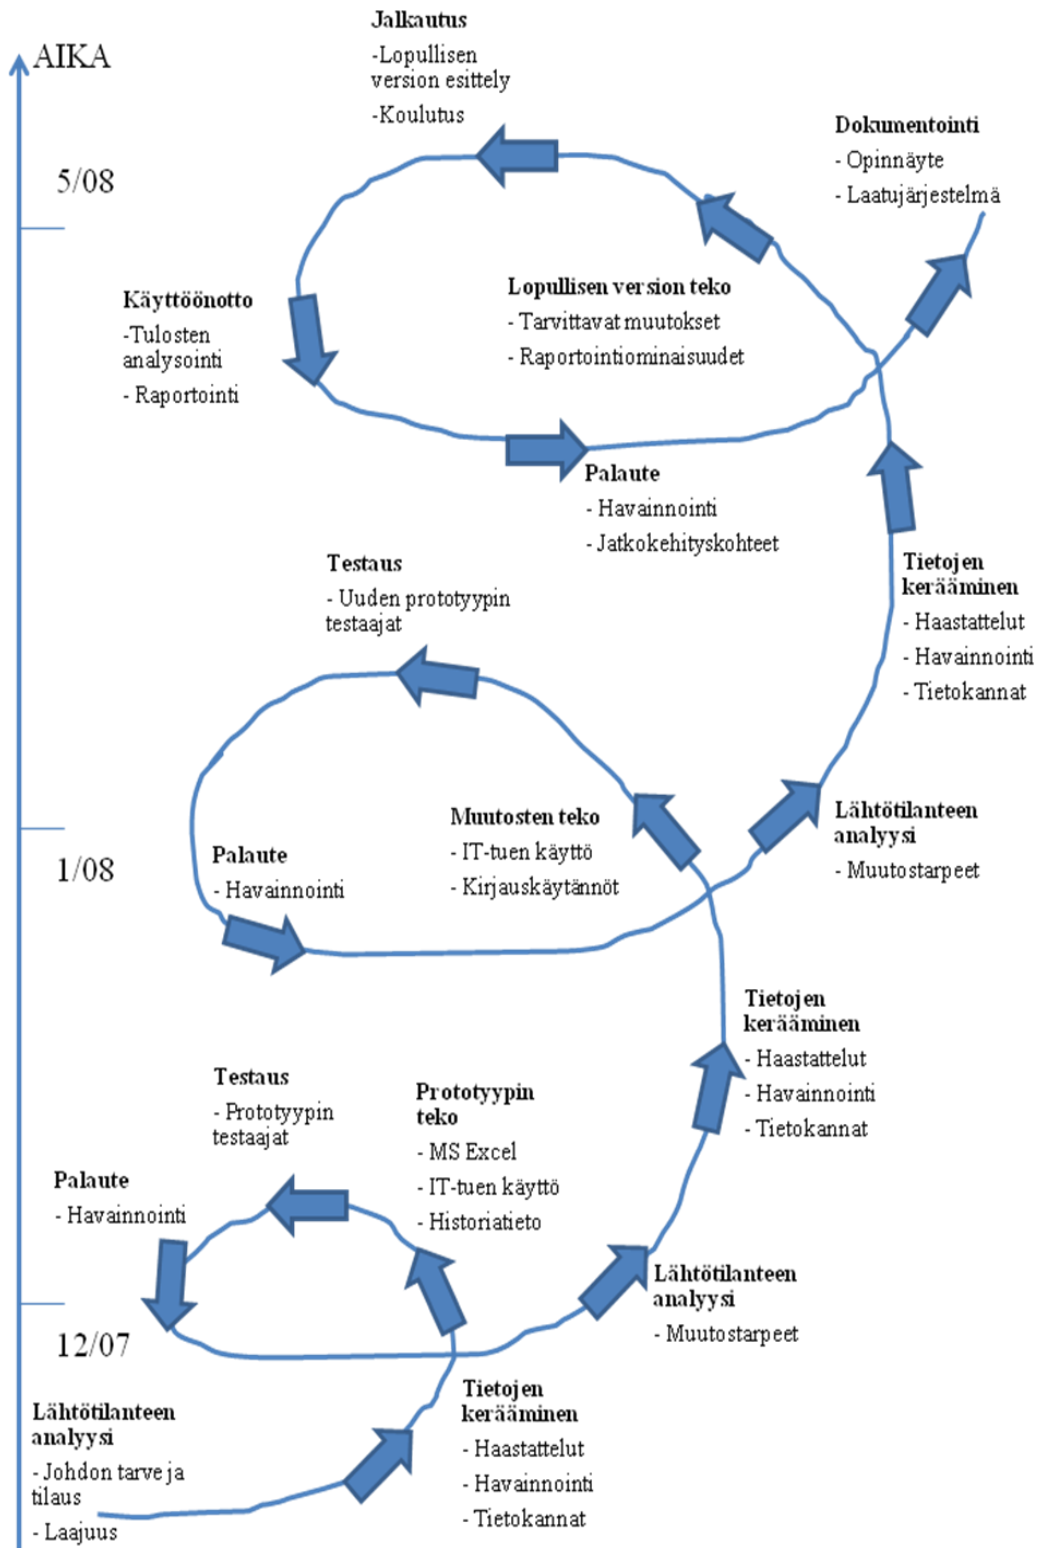 Jalkautus
-Lopullisen
version esittely
-Koulutus
AIKA
5/08
Dokumentointi
- Opinnäyte
- Laatujärjestelmä
Käyttöönotto
-Tulosten
analysointi
- Raportointi
Lopullisen version teko
- Tarvittavat muutokset
- Raportointiominaisuudet
Palaute
- Havainnointi
- Jatkokehityskohteet
Testaus
- Uuden prototyypin
testaajat
Tietojen
kerääminen
- Haastattelut
- Havainnointi
- Tietokannat
Muutosten teko
- IT-tuen käyttö
- Kirjauskäytännöt
Lähtötilanteen
analyysi
- Muutostarpeet
1/08
Palaute
- Havainnointi
Tietojen
kerääminen
- Haastattelut
- Havainnointi
- Tietokannat
Testaus
- Prototyypin
testaajat
Prototyypin
teko
- MS Excel
- IT-tuen käyttö
- Historiatieto
Palaute
- Havainnointi
Lähtötilanteen
analyysi
- Muutostarpeet
12/07
Lähtötilanteen
analyysi
- Johdon tarve ja
tilaus
- Laajuus
Tietojen
kerääminen
- Haastattelut
- Havainnointi
- Tietokannat